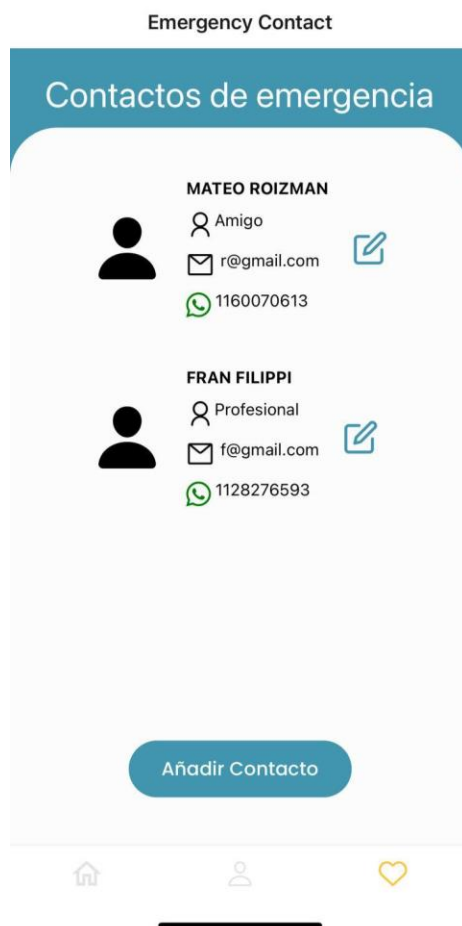 Emergency Contact
Contactos de emergencia
MATEO ROIZMAN
Amigo
r@gmail.com
1160070613
FRAN FILIPPI
Profesional
f@gmail.com
1128276593
Añadir Contacto